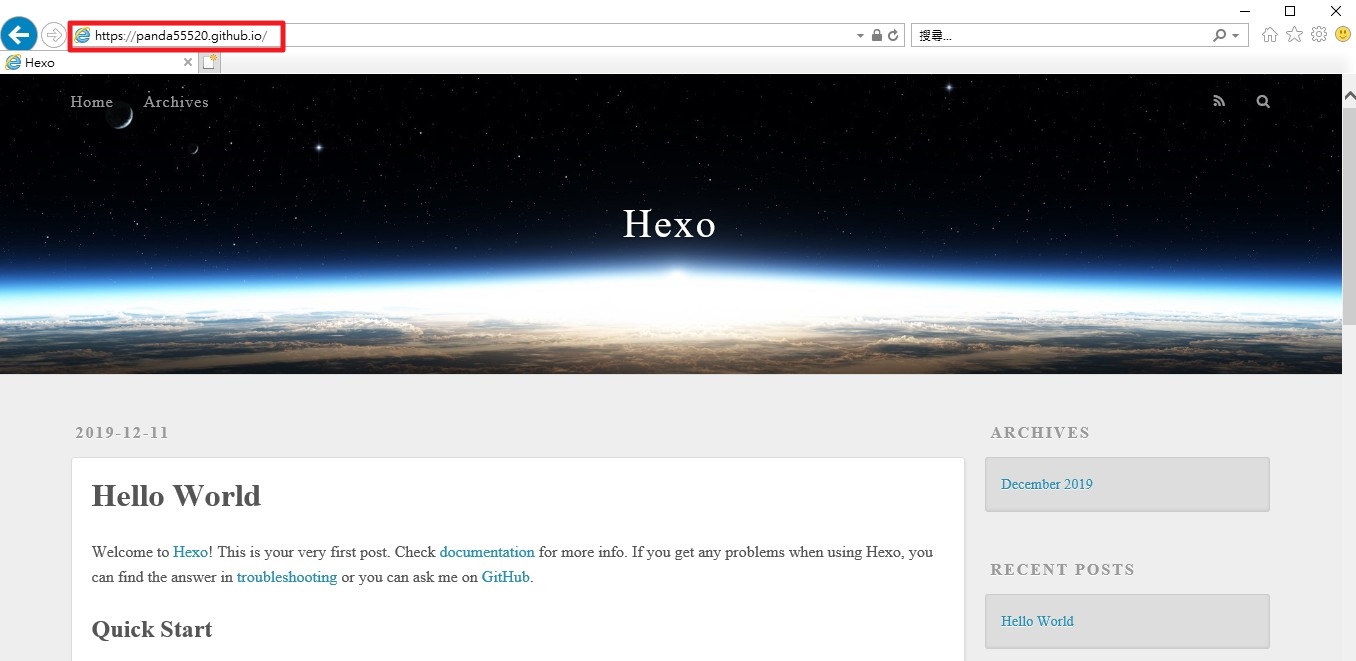 https://panda55520.github.io/
搜尋...
Hexo
Home Archives
Hexo
2019-12-11
Hello World
Welcome to Hexo! This is your very first post. Check documentation for more info. If you get any problems when using Hexo, you
can find the answer in troubleshooting or you can ask me on GitHub.
Quick Start
ARCHIVES
December 2019
RECENT POSTS
Hello World